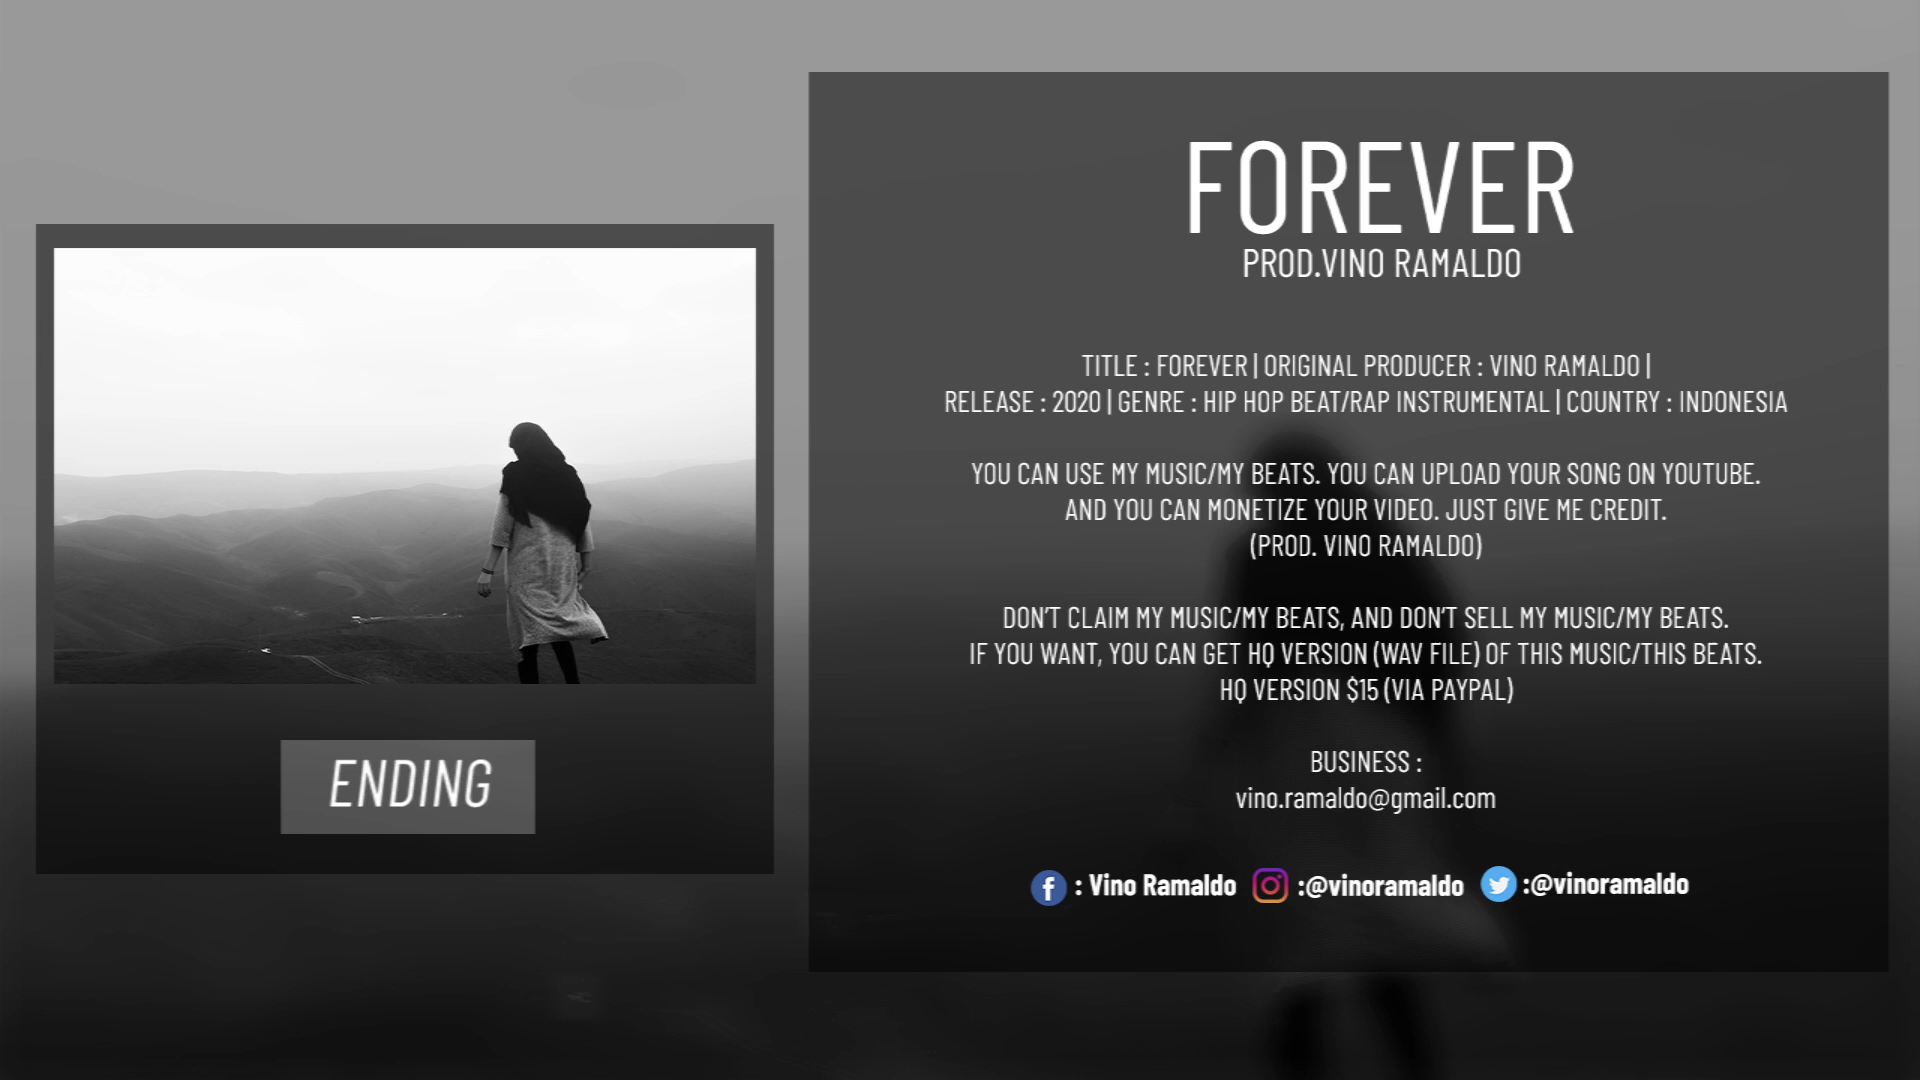 FOREVER
PROD.VINO RAMALDO
TITLE : FOREVER | ORIGINAL PRODUCER : VINO RAMALDO |
RELEASE : 2020 | GENRE : HIP HOP BEAT/RAP INSTRUMENTAL | COUNTRY : INDONESIA
YOU CAN USE MY MUSIC/MY BEATS. YOU CAN UPLOAD YOUR SONG ON YOUTUBE.
AND YOU CAN MONETIZE YOUR VIDEO. JUST GIVE ME CREDIT.
(PROD. VINO RAMALDO)
DON'T CLAIM MY MUSIC/MY BEATS, AND DON'T SELL MY MUSIC/MY BEATS.
IF YOU WANT, YOU CAN GET HQ VERSION (WAV FILE) OF THIS MUSIC/THIS BEATS.
HQ VERSION $15 (VIA PAYPAL)
BUSINESS :
vino.ramaldo@gmail.com
: Vino Ramaldo :@vinoramaldo :@vinoramaldo
ENDING